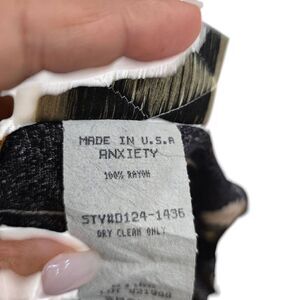 MADE IN U.S.A
ANXIETY
100% RAYON
STY#D124-1436
DRY CLEAN ONLY